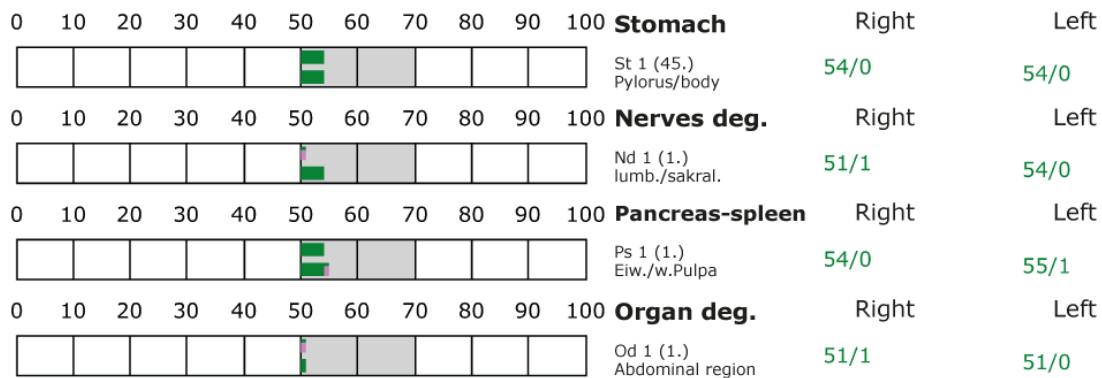 0 10 20 30 40 50 60 70 80 90 100 Stomach Right Left
St 1 (45.) 54/0 54/0
Pylorus/body
0 10 20 30 40 50 60 70 80 90 100 Nerves deg. Right Left
Nd 1 (1.) 51/1 54/0
lumb./sakral.
0 10 20 30 40 50 60 70 80 90 100 Pancreas-spleen Right Left
Ps 1 (1.) 54/0 55/1
Eiw./w.Pulpa
0 10 20 30 40 50 60 70 80 90 100 Organ deg. Right Left
Od 1 (1.) 51/1 51/0
Abdominal region